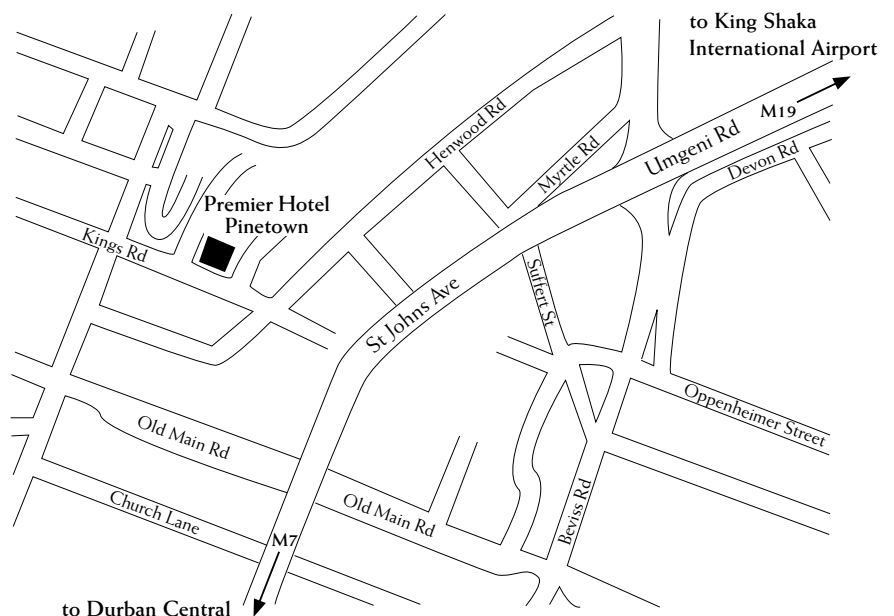 to King Shaka
International Airport
M19
Henwood Rd
Umgeni Rd
Myrtle Rd
Devon Rd
Premier Hotel
Pinetown
Kings Rd
Suffert St
St Johns Ave
Oppenheimer Street
Old Main Rd
Old Main Rd
Church Lane
Beviss Rd
M7
to Durban Central